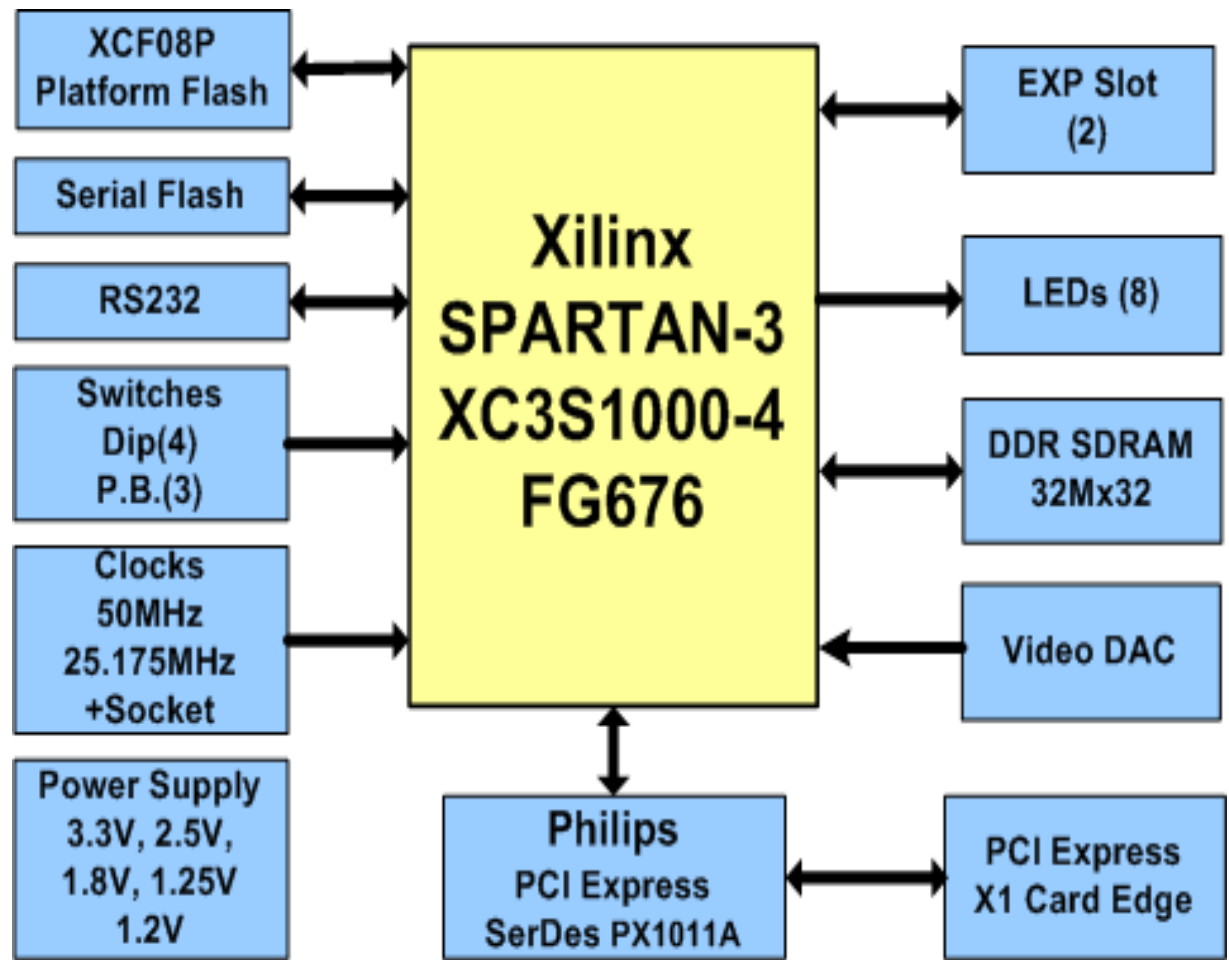 XCF08P
Platform Flash
Serial Flash
RS232
Switches
Dip(4)
P.B.(3)
Clocks
50MHz
25.175MHz
+Socket
Power Supply
3.3V, 2.5V,
1.8V, 1.25V
1.2V
Xilinx
SPARTAN-3
XC3S1000-4
FG676
Philips
PCI Express
SerDes PX1011A
EXP Slot
(2)
LEDs (8)
DDR SDRAM
32Mx32
Video DAC
PCI Express
X1 Card Edge